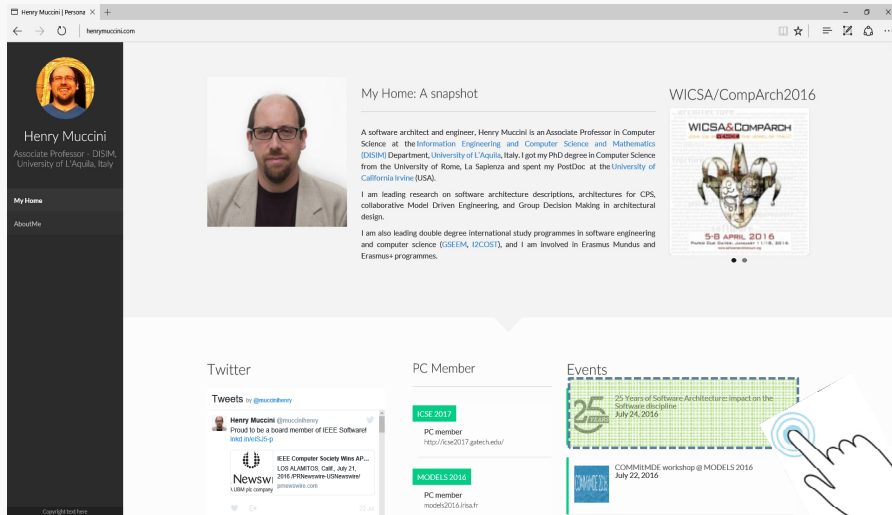 Henry Muccini | Persona
henrymuccini.com
Henry Muccini
Associate Professor - DISIM,
University of L'Aquila, Italy
My Home
AboutMe
Copyright text here
My Home: A snapshot
A software architect and engineer, Henry Muccini is an Associate Professor in Computer
Science at the Information Engineering and Computer Science and Mathematics
(DISIM) Department, University of L'Aquila, Italy. I got my PhD degree in Computer Science
from the University of Rome, La Sapienza and spent my PostDoc at the University of
California Irvine (USA).
I am leading research on software architecture descriptions, architectures for CPS,
collaborative Model Driven Engineering, and Group Decision Making in architectural
design.
I am also leading double degree international study programmes in software engineering
and computer science (GSEEM, I2COST), and I am involved in Erasmus Mundus and
Erasmus+ programmes.
WICSA/CompArch2016
WICSA&COMPARCH
VENICE
5-8 APRIL 2016
Twitter
Tweets by @muccinihenry
Henry Muccini @muccinihenry
Proud to be a board member of IEEE Software!
lnkd.in/eiSJ5-p
IEEE Computer Society Wins AP...
LOS ALAMITOS, Calif., July 21,
2016 /PRNewswire-USNewswire/
prnewswire.com
Newsw
A UBM plc company
PC Member
ICSE 2017
PC member
http://icse2017.gatech.edu/
MODELS 2016
PC member
models2016.irisa.fr
Events
25 YEARS
25 Years of Software Architecture: impact on the
Software discipline
July 24, 2016
COMMitMDE 2016
COMMitMDE workshop @ MODELS 2016
July 22, 2016